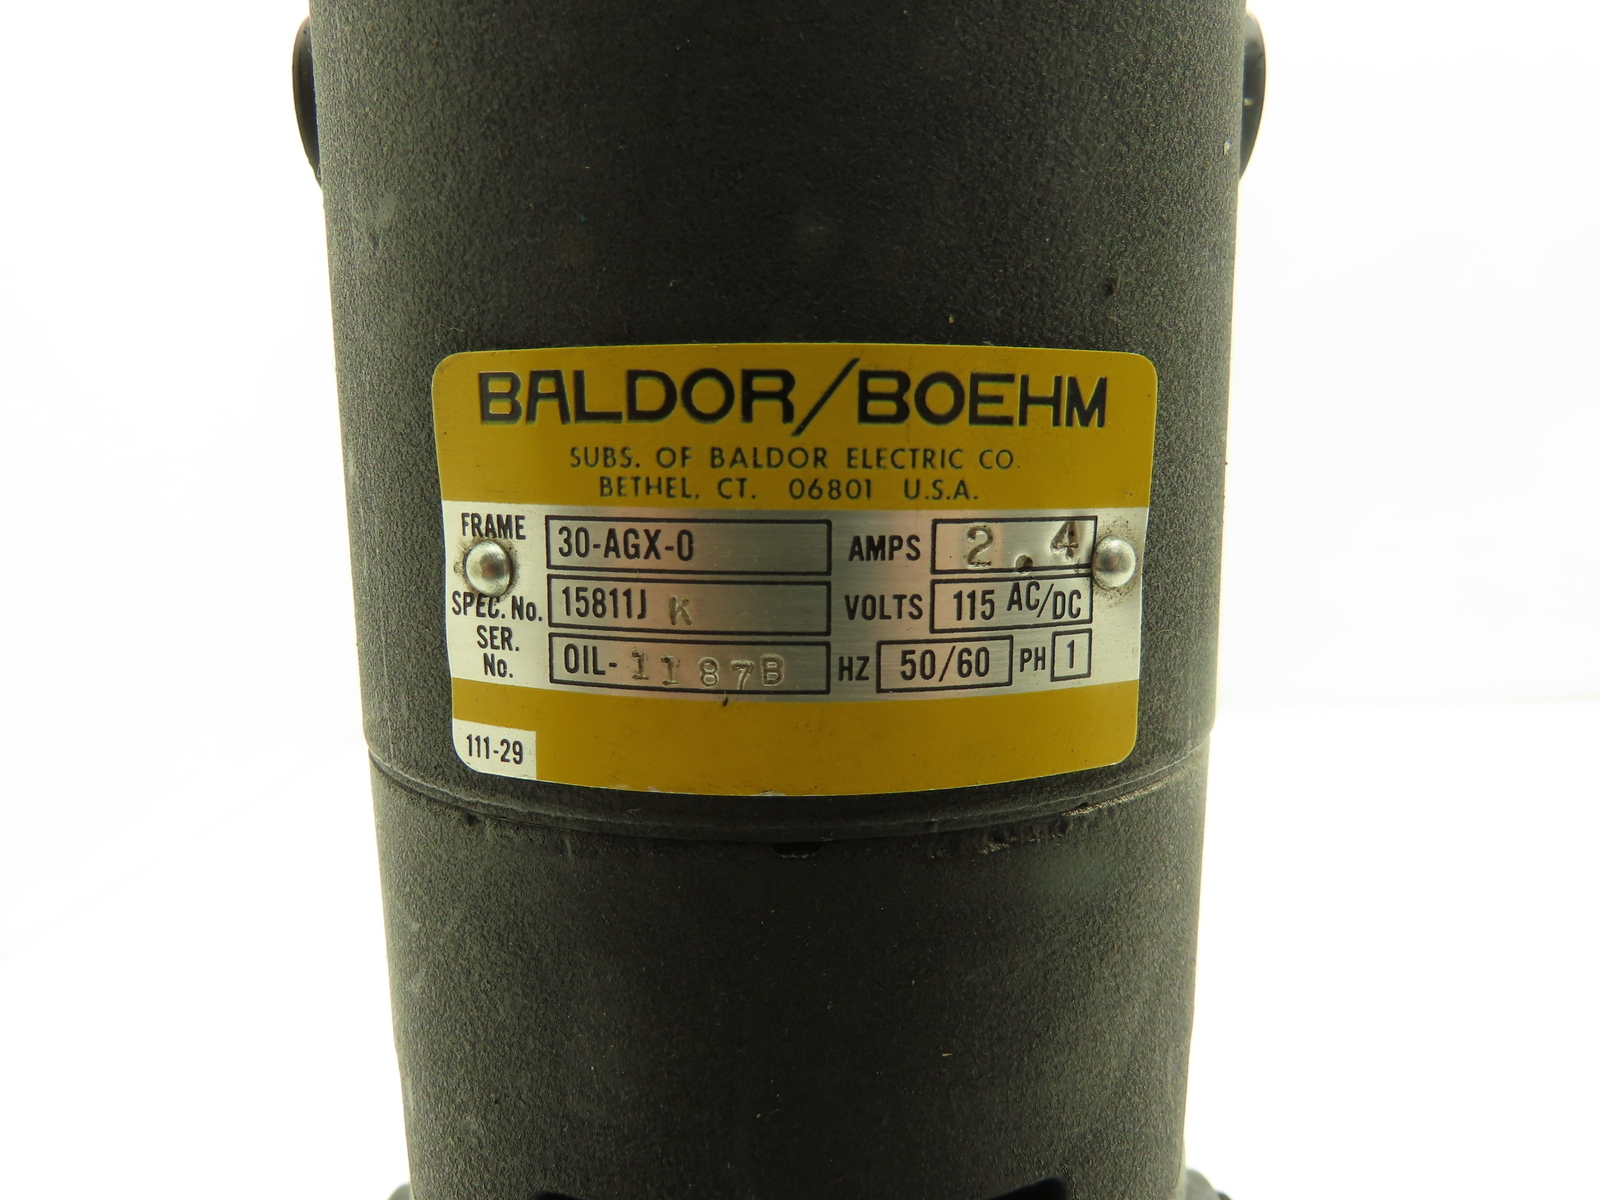 BALDOR/BOEHM
SUBS. OF BALDOR ELECTRIC CO.
BETHEL, CT. 06801 U.S.A.
FRAME 30-AGX-0 AMPS 2.4
SPEC. No. 15811J K VOLTS 115 AC/DC
SER. No. OIL-1187B HZ 50/60 PH 1
111-29